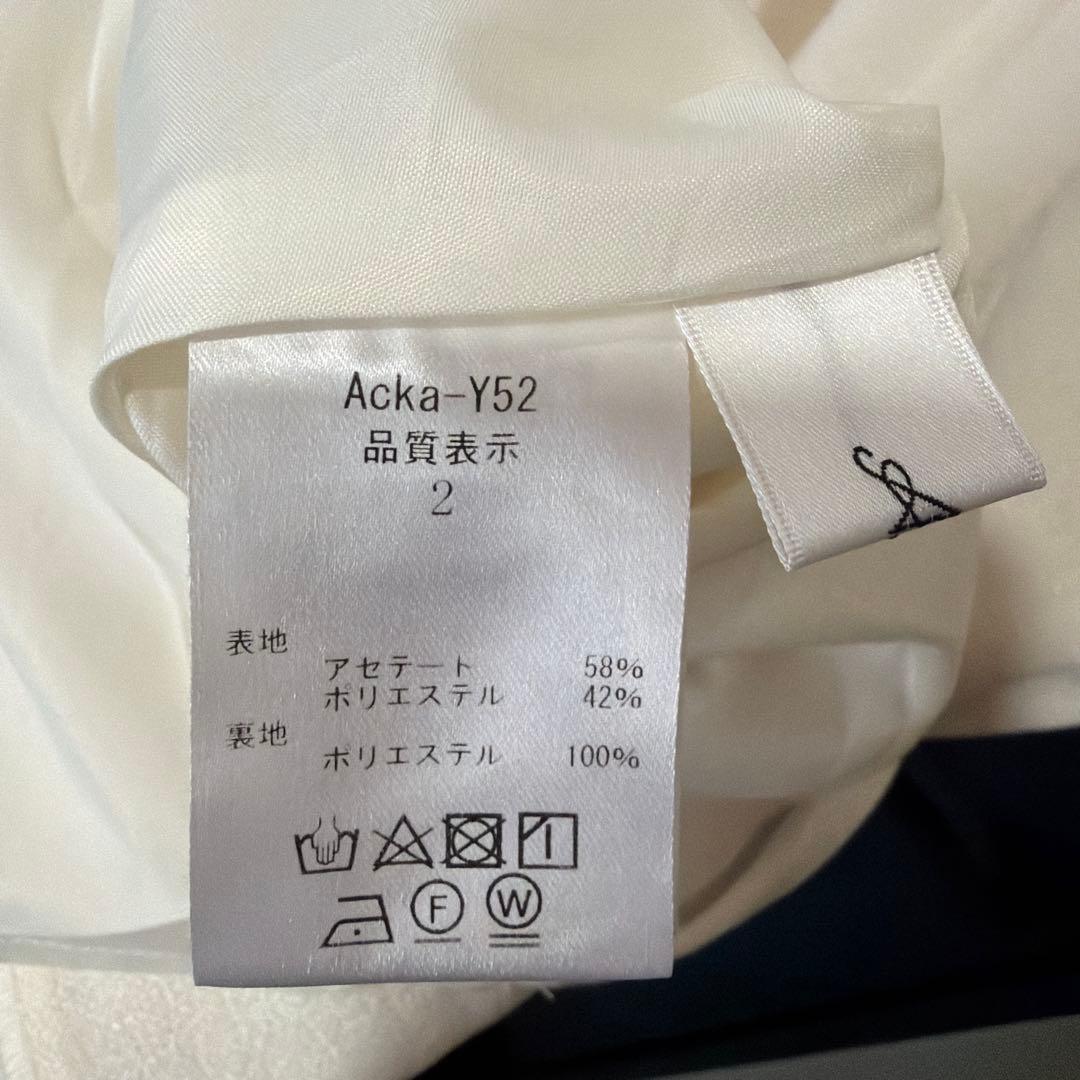 Acka-Y52
品質表示
2
表地
アセテート 58%
ポリエステル 42%
裏地
ポリエステル 100%
F W